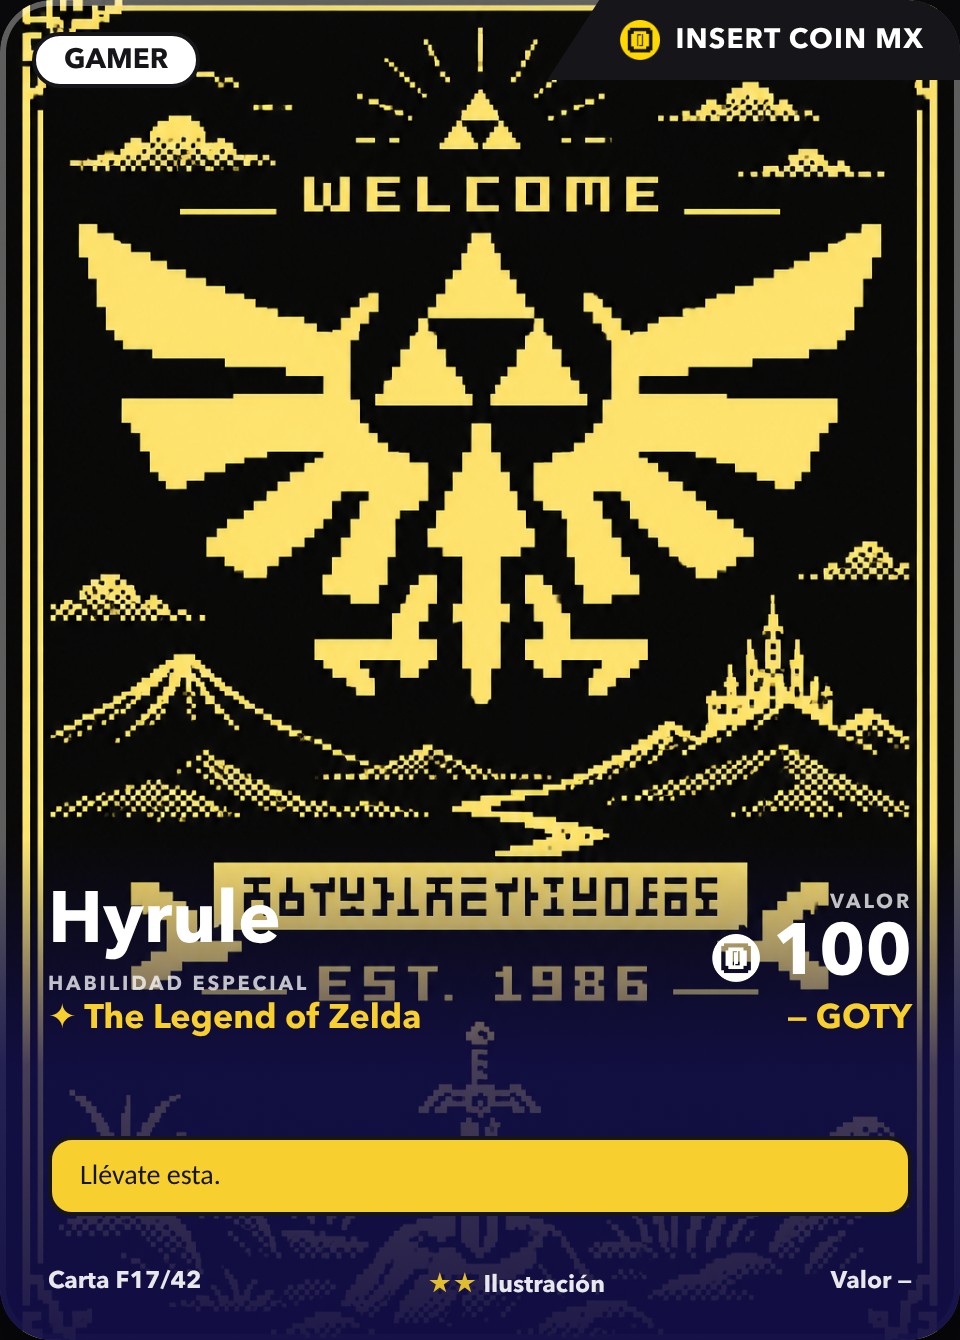 GAMER
INSERT COIN MX
WELCOME
Hyrule
VALOR
100
HABILIDAD ESPECIAL
EST. 1986
✦ The Legend of Zelda
– GOTY
Llévate esta.
Carta F17/42
★★ Ilustración
Valor –